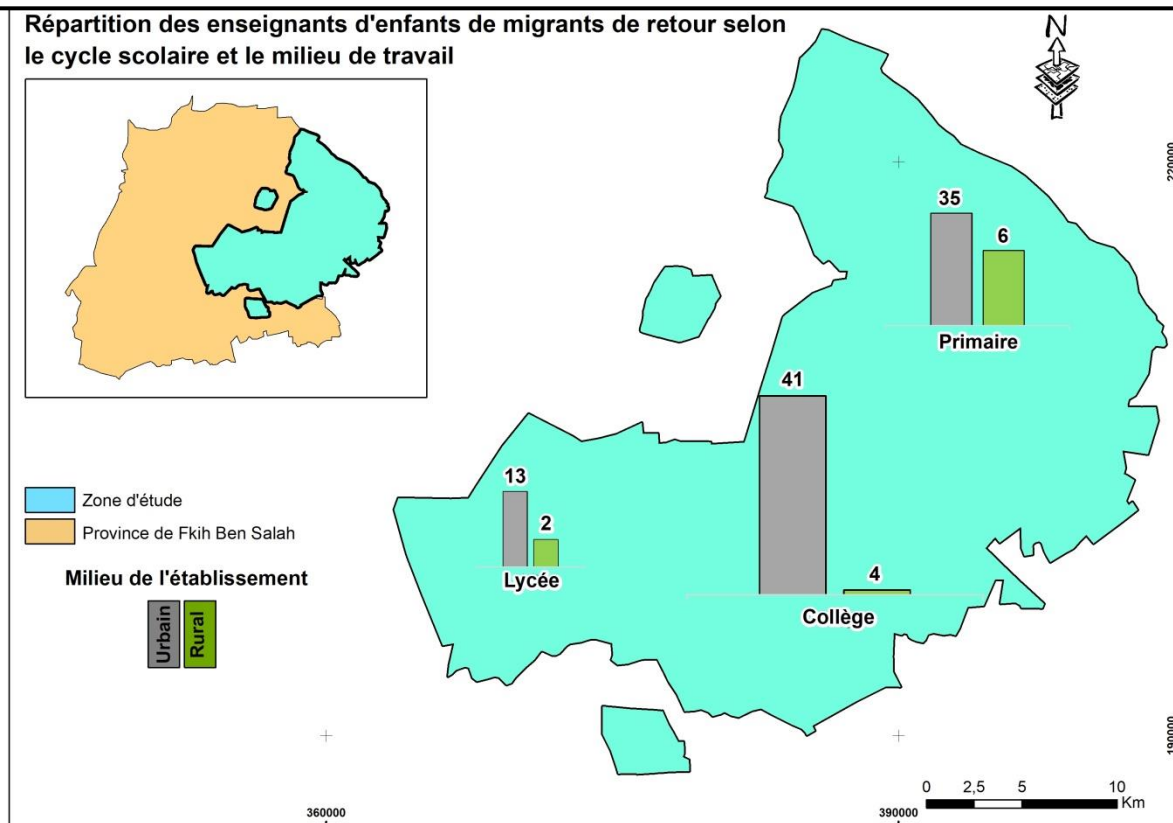 Répartition des enseignants d'enfants de migrants de retour selon
le cycle scolaire et le milieu de travail
N
220000
35
6
Primaire
41
4
Collège
13
2
Lycée
Zone d'étude
Province de Fkih Ben Salah
Milieu de l'établissement
Urbain
Rural
190000
0 2,5 5 10
Km
360000
390000